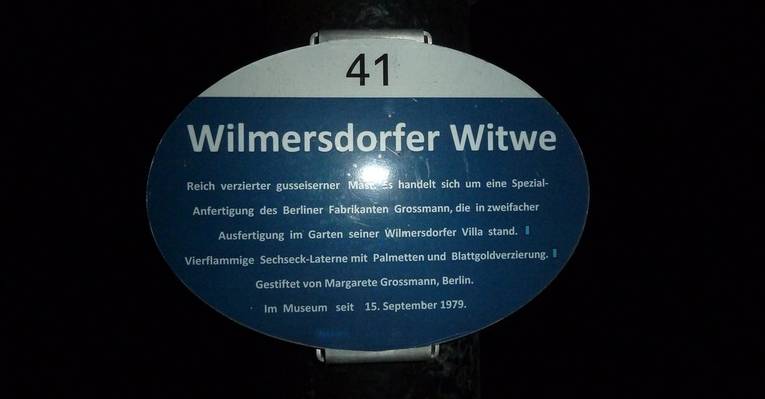 41
Wilmersdorfer Witwe
Reich verzierter gusseiserner Mast. Es handelt sich um eine Spezial-
Anfertigung des Berliner Fabrikanten Grossmann, die in zweifacher
Ausfertigung im Garten seiner Wilmersdorfer Villa stand.
Vierflammige Sechseck-Laterne mit Palmetten und Blattgoldverzierung.
Gestiftet von Margarete Grossmann, Berlin.
Im Museum seit 15. September 1979.